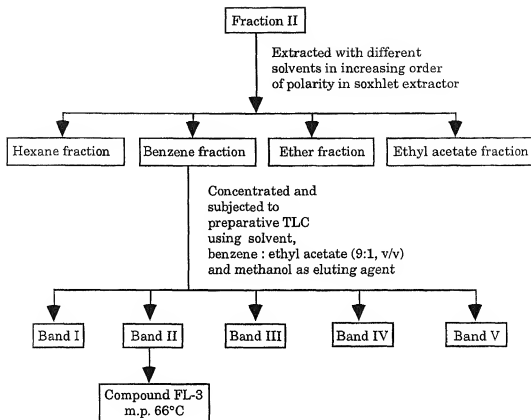 Fraction II
Extracted with different
solvents in increasing order
of polarity in soxhlet extractor
Hexane fraction
Benzene fraction
Ether fraction
Ethyl acetate fraction
Concentrated and
subjected to
preparative TLC
using solvent,
benzene : ethyl acetate (9:1, v/v)
and methanol as eluting agent
Band I
Band II
Band III
Band IV
Band V
Compound FL-3
m.p. 66°C